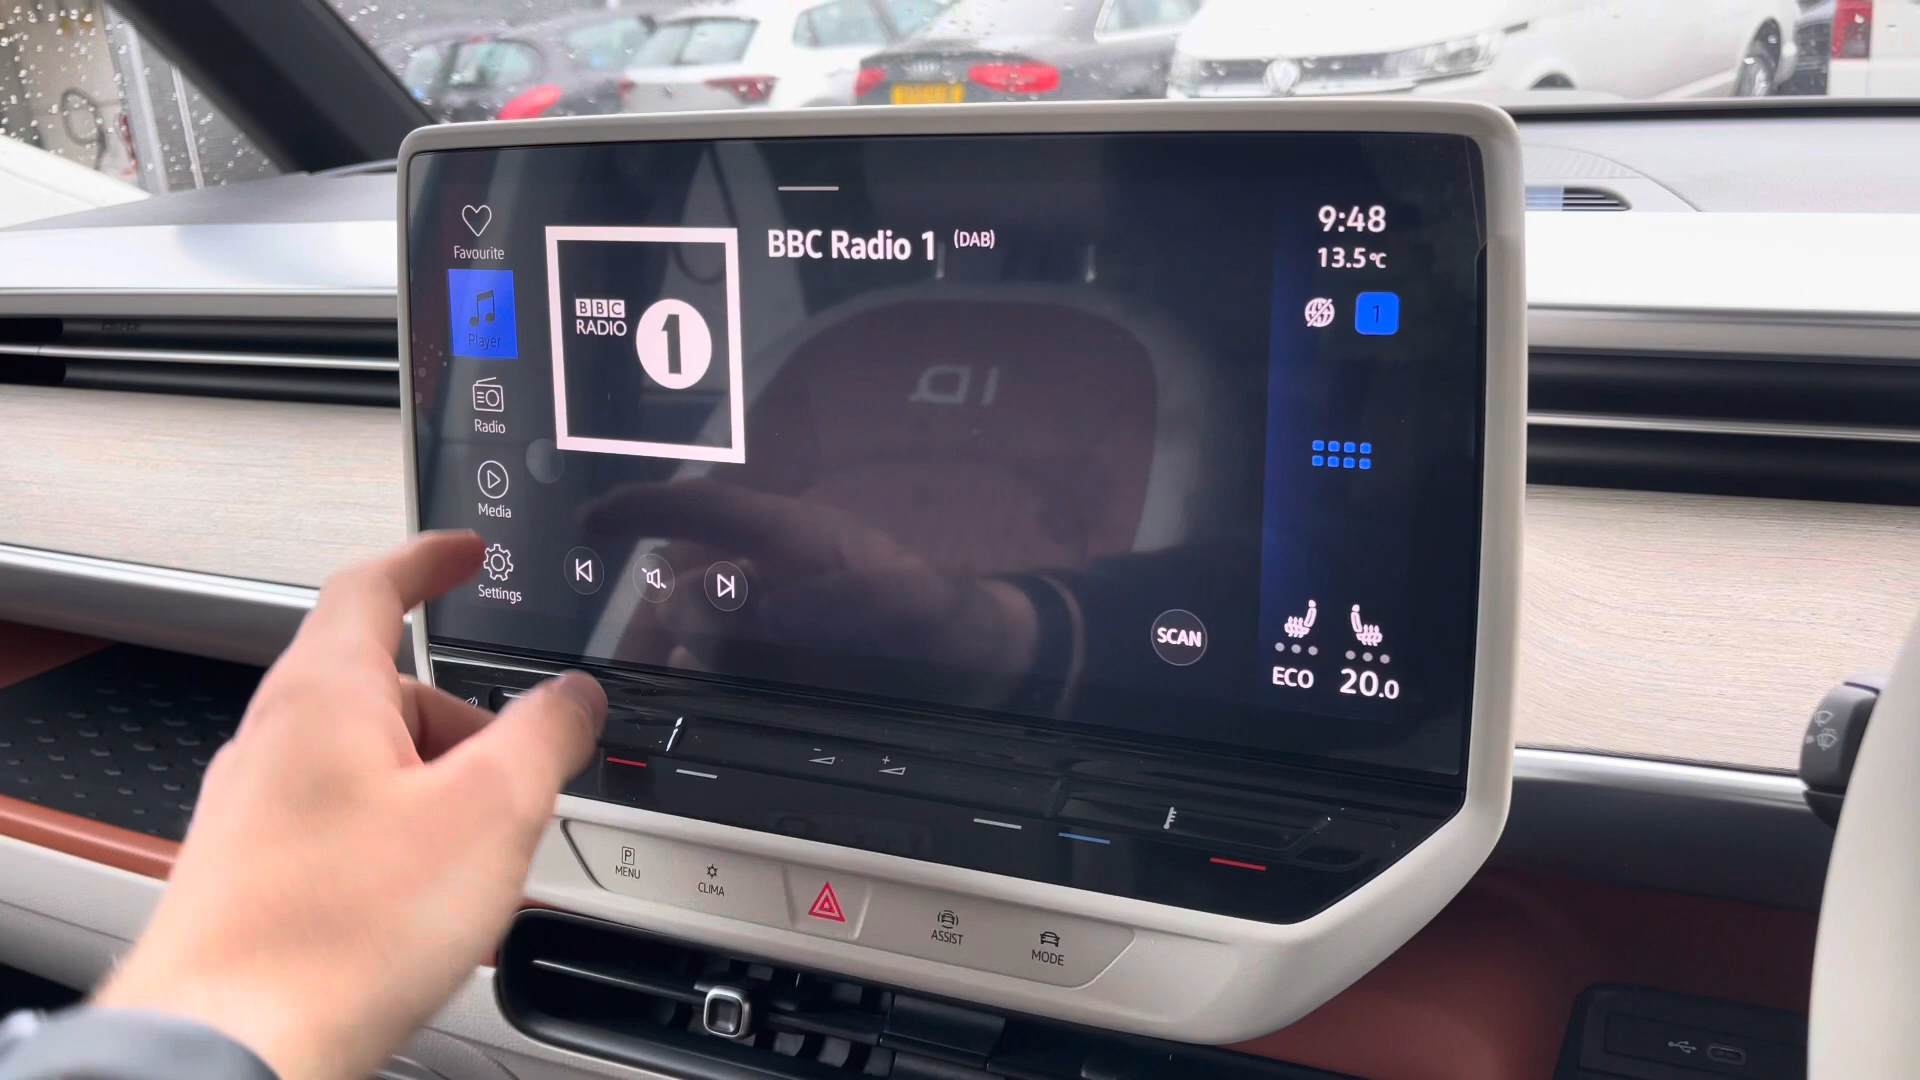 Favourite
Player
Radio
Media
Settings
BBC
RADIO
1
BBC Radio 1 (DAB)
SCAN
9:48
13.5°C
1
ECO
20.0
P
MENU
CLIMA
ASSIST
MODE
ID